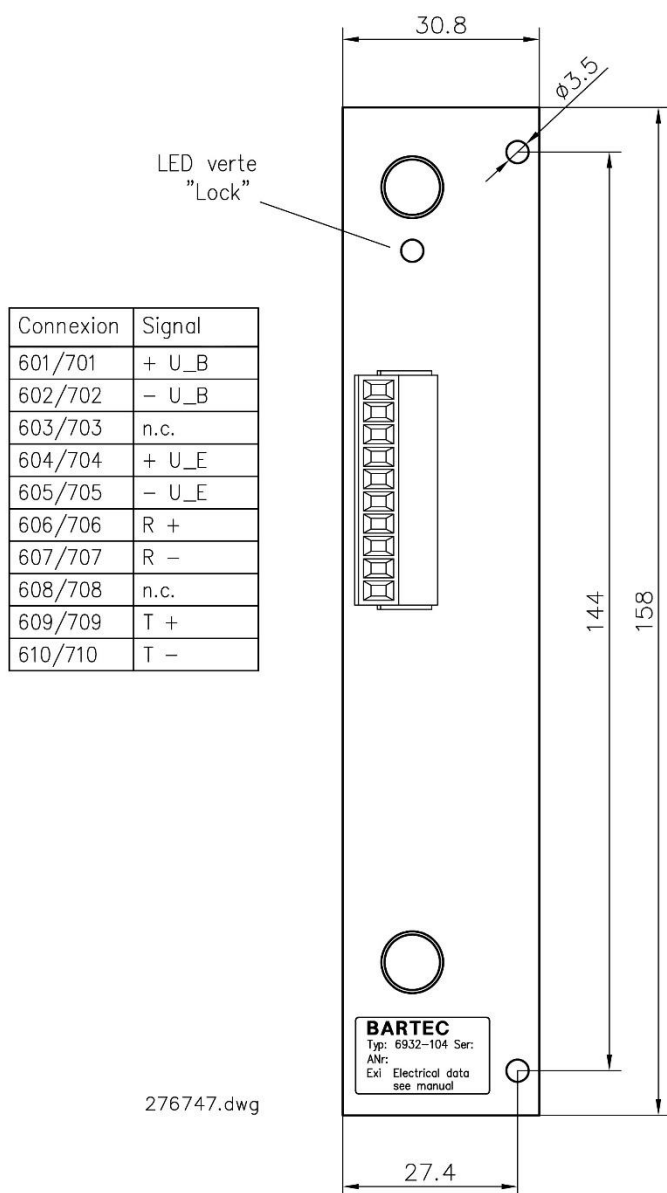 30.8
ø3.5
LED verte
"Lock"
Connexion Signal
601/701 + U_B
602/702 - U_B
603/703 n.c.
604/704 + U_E
605/705 - U_E
606/706 R +
607/707 R -
608/708 n.c.
609/709 T +
610/710 T -
144
158
BARTEC
Typ: 6932-104 Ser:
ANr:
Exi Electrical data
see manual
276747.dwg
27.4